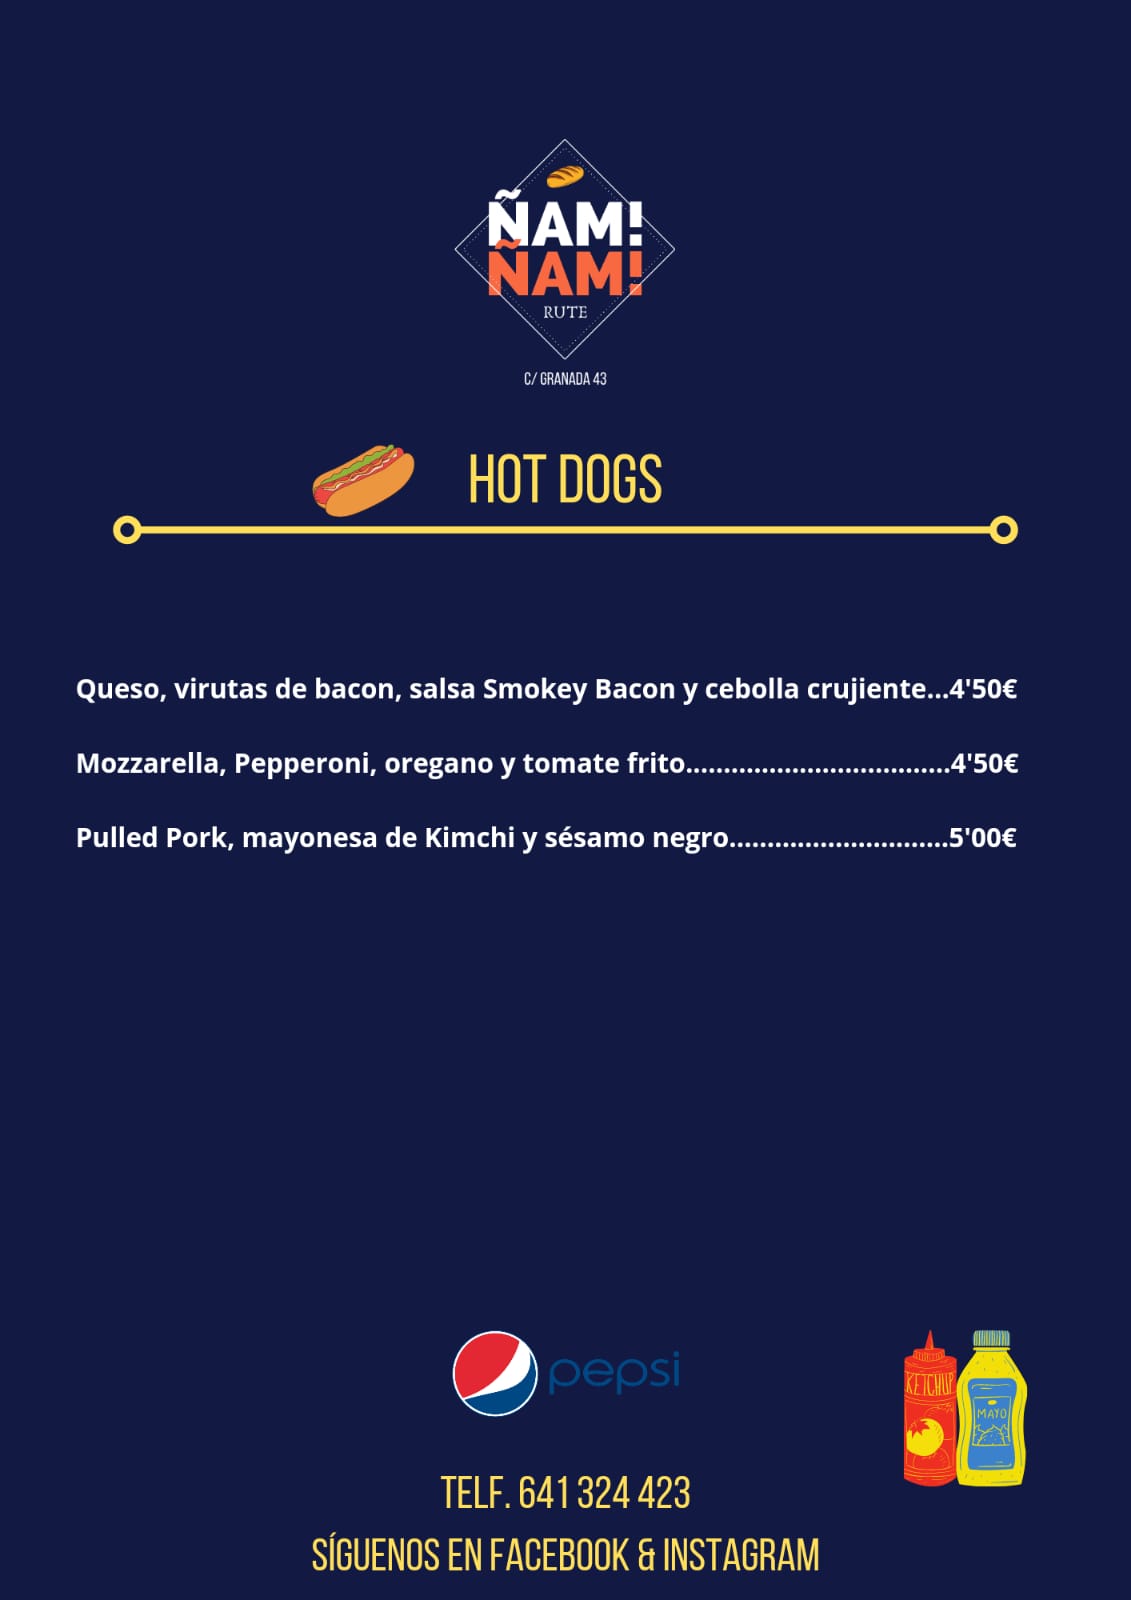 ÑAM!
ÑAM!
RUTE
C/ GRANADA 43
HOT DOGS
Queso, virutas de bacon, salsa Smokey Bacon y cebolla crujiente...4'50€
Mozzarella, Pepperoni, oregano y tomate frito...................................4'50€
Pulled Pork, mayonesa de Kimchi y sésamo negro.............................5'00€
pepsi
KETCHUP
MAYO
TELF. 641 324 423
SÍGUENOS EN FACEBOOK & INSTAGRAM